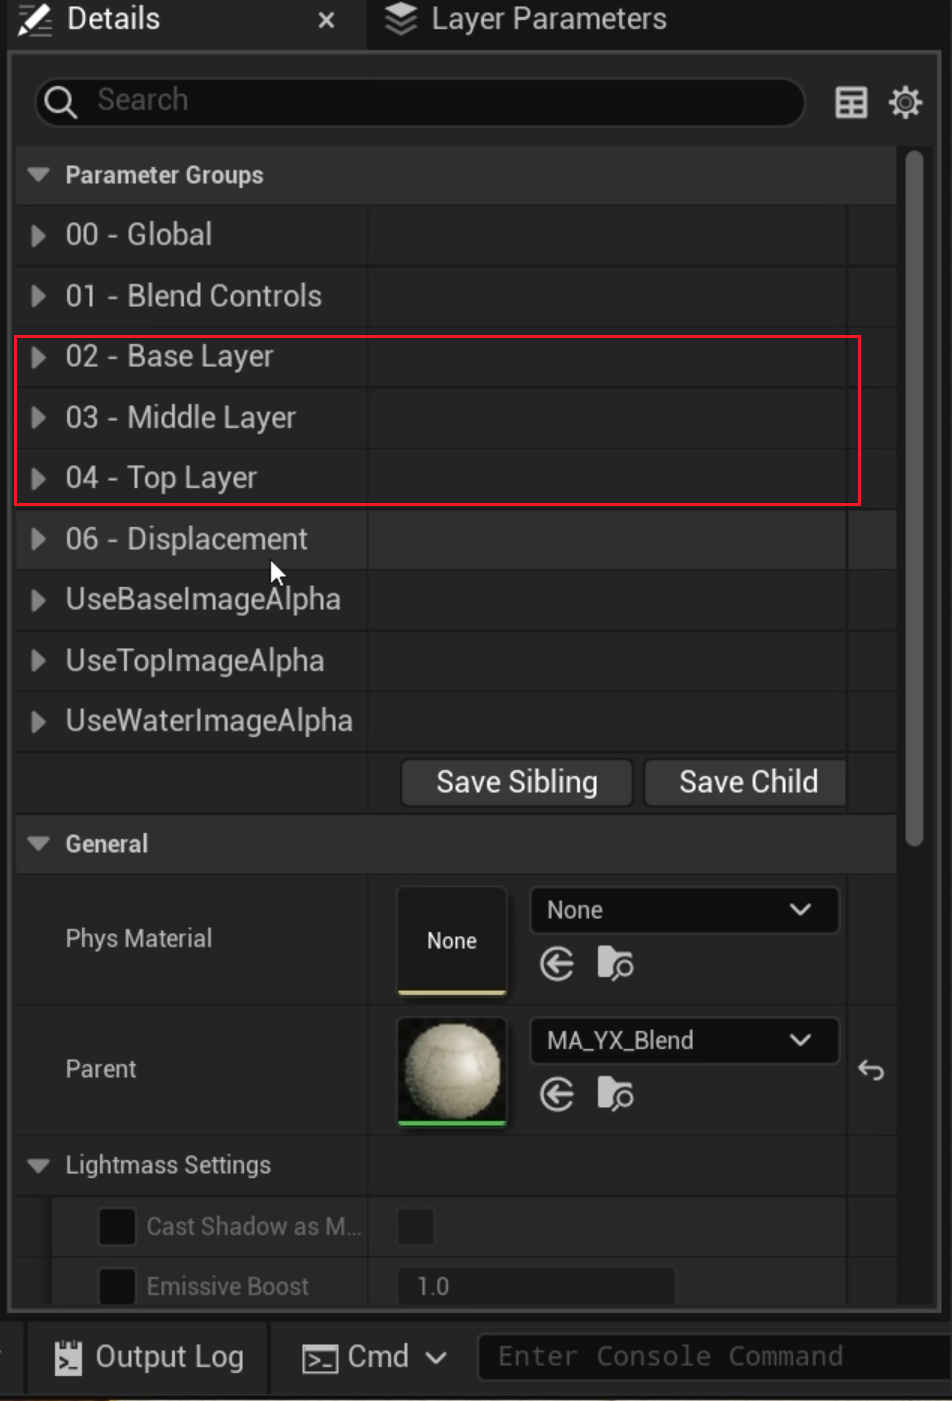 Details
Layer Parameters
Search
Parameter Groups
00 - Global
01 - Blend Controls
02 - Base Layer
03 - Middle Layer
04 - Top Layer
06 - Displacement
UseBaseImageAlpha
UseTopImageAlpha
UseWaterImageAlpha
Save Sibling Save Child
General
Phys Material None None
Parent MA_YX_Blend
Lightmass Settings
Cast Shadow as M...
Emissive Boost 1.0
Output Log Cmd Enter Console Command